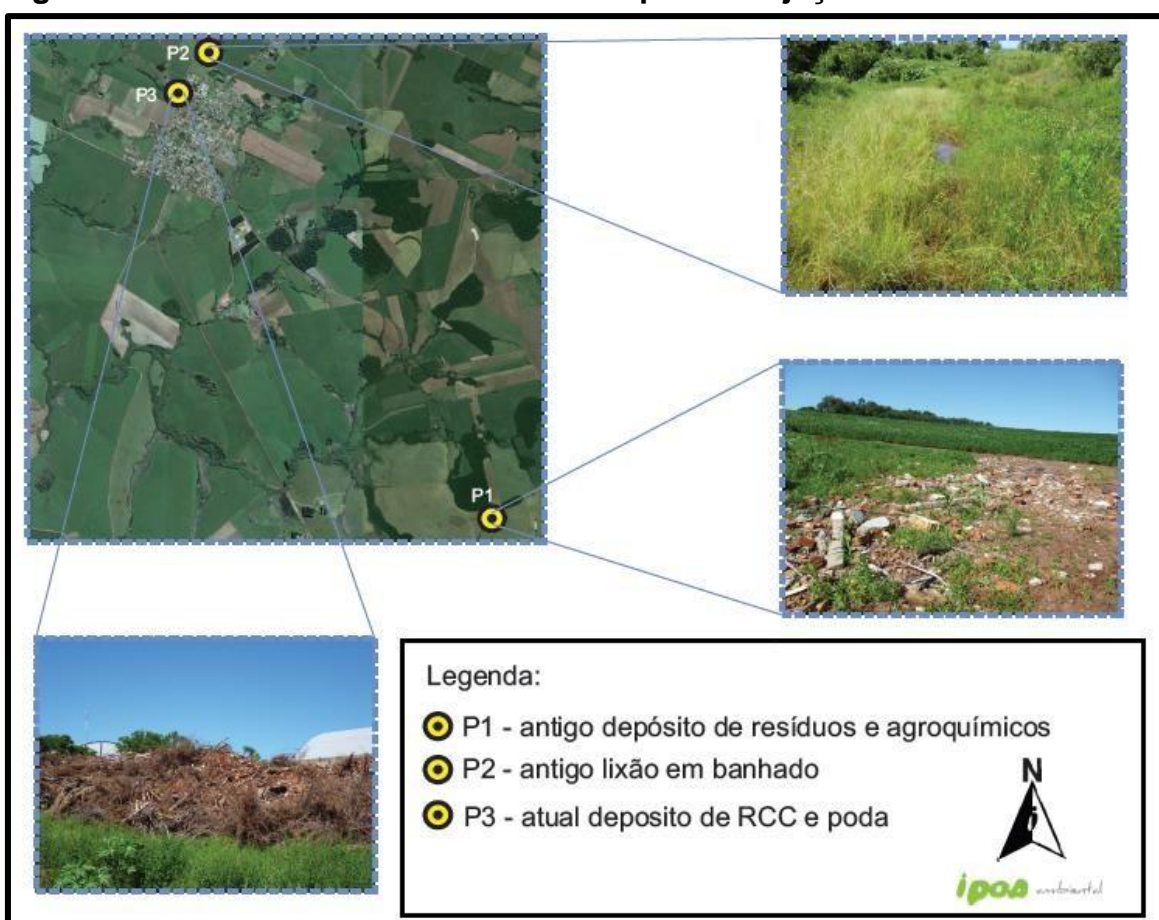 P2
P3
P1
Legenda:
P1 - antigo depósito de resíduos e agroquímicos
P2 - antigo lixão em banhado
P3 - atual deposito de RCC e poda
N
ipoa ambiental